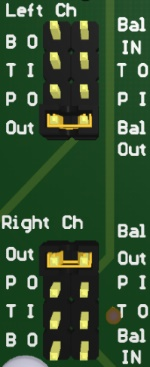 Left Ch
Bal
B O
IN
T I
T O
P O
P I
Out
Bal
Out
Right Ch
Bal
Out
Out
P O
P I
T I
T O
B O
Bal
IN